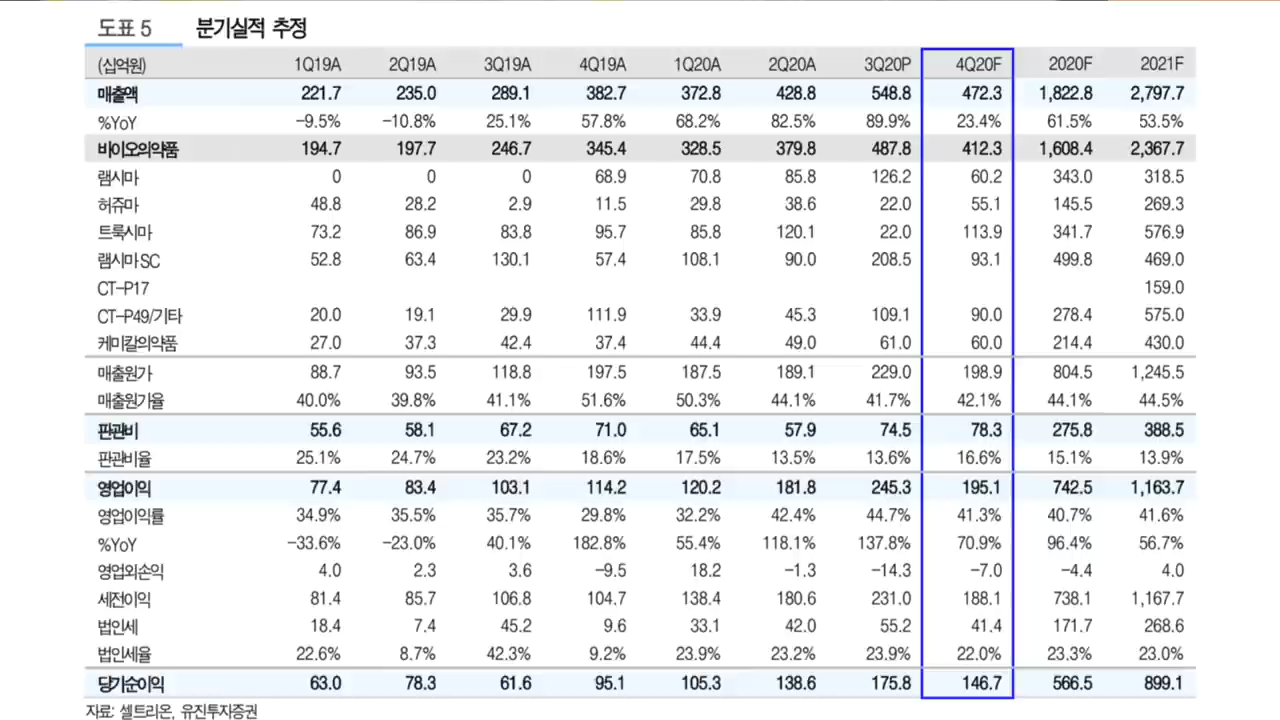 도표 5 분기실적 추정
(십억원) 1Q19A 2Q19A 3Q19A 4Q19A 1Q20A 2Q20A 3Q20P 4Q20F 2020F 2021F
매출액 221.7 235.0 289.1 382.7 372.8 428.8 548.8 472.3 1,822.8 2,797.7
%YoY −9.5% −10.8% 25.1% 57.8% 68.2% 82.5% 89.9% 23.4% 61.5% 53.5%
비이오의약품 194.7 197.7 246.7 345.4 328.5 379.8 487.8 412.3 1,608.4 2,367.7
램시마 0 0 0 68.9 70.8 85.8 126.2 60.2 343.0 318.5
허쥬마 48.8 28.2 2.9 11.5 29.8 38.6 22.0 55.1 145.5 269.3
트룩시마 73.2 86.9 83.8 95.7 85.8 120.1 22.0 113.9 341.7 576.9
램시마 SC 52.8 63.4 130.1 57.4 108.1 90.0 208.5 93.1 499.8 469.0
CT−P17 159.0
CT−P49/기타 20.0 19.1 29.9 111.9 33.9 45.3 109.1 90.0 278.4 575.0
케미칼의약품 27.0 37.3 42.4 37.4 44.4 49.0 61.0 60.0 214.4 430.0
매출원가 88.7 93.5 118.8 197.5 187.5 189.1 229.0 198.9 804.5 1,245.5
매출원가율 40.0% 39.8% 41.1% 51.6% 50.3% 44.1% 41.7% 42.1% 44.1% 44.5%
판관비 55.6 58.1 67.2 71.0 65.1 57.9 74.5 78.3 275.8 388.5
판관비율 25.1% 24.7% 23.2% 18.6% 17.5% 13.5% 13.6% 16.6% 15.1% 13.9%
영업이익 77.4 83.4 103.1 114.2 120.2 181.8 245.3 195.1 742.5 1,163.7
영업이익률 34.9% 35.5% 35.7% 29.8% 32.2% 42.4% 44.7% 41.3% 40.7% 41.6%
%YoY −33.6% −23.0% 40.1% 182.8% 55.4% 118.1% 137.8% 70.9% 96.4% 56.7%
영업외손익 4.0 2.3 3.6 −9.5 18.2 −1.3 −14.3 −7.0 −4.4 4.0
세전이익 81.4 85.7 106.8 104.7 138.4 180.6 231.0 188.1 738.1 1,167.7
법인세 18.4 7.4 45.2 9.6 33.1 42.0 55.2 41.4 171.7 268.6
법인세율 22.6% 8.7% 42.3% 9.2% 23.9% 23.2% 23.9% 22.0% 23.3% 23.0%
당기순이익 63.0 78.3 61.6 95.1 105.3 138.6 175.8 146.7 566.5 899.1
자료: 셀트리온, 유진투자증권